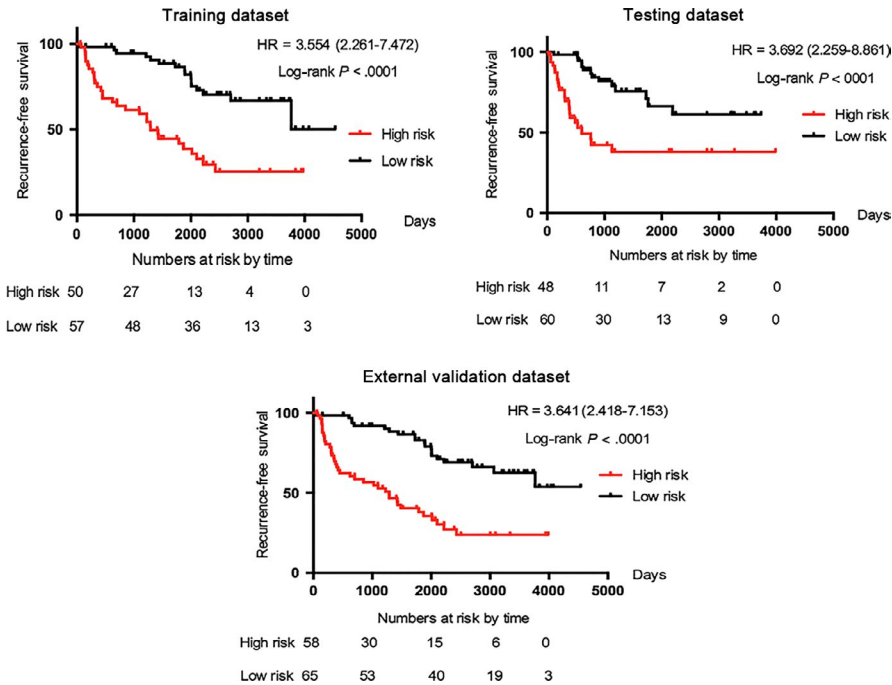 Training dataset
HR = 3.554 (2.261-7.472)
Log-rank P < .0001
Recurrence-free survival
100
50
0
High risk
Low risk
0 1000 2000 3000 4000 5000
Days
Numbers at risk by time
High risk 50 27 13 4 0
Low risk 57 48 36 13 3
Testing dataset
HR = 3.692 (2.259-8.861)
Log-rank P < 0001
Recurrence-free survival
100
50
0
High risk
Low risk
0 1000 2000 3000 4000 5000
Days
Numbers at risk by time
High risk 48 11 7 2 0
Low risk 60 30 13 9 0
External validation dataset
HR = 3.641 (2.418-7.153)
Log-rank P < .0001
Recurrence-free survival
100
50
0
High risk
Low risk
0 1000 2000 3000 4000 5000
Days
Numbers at risk by time
High risk 58 30 15 6 0
Low risk 65 53 40 19 3